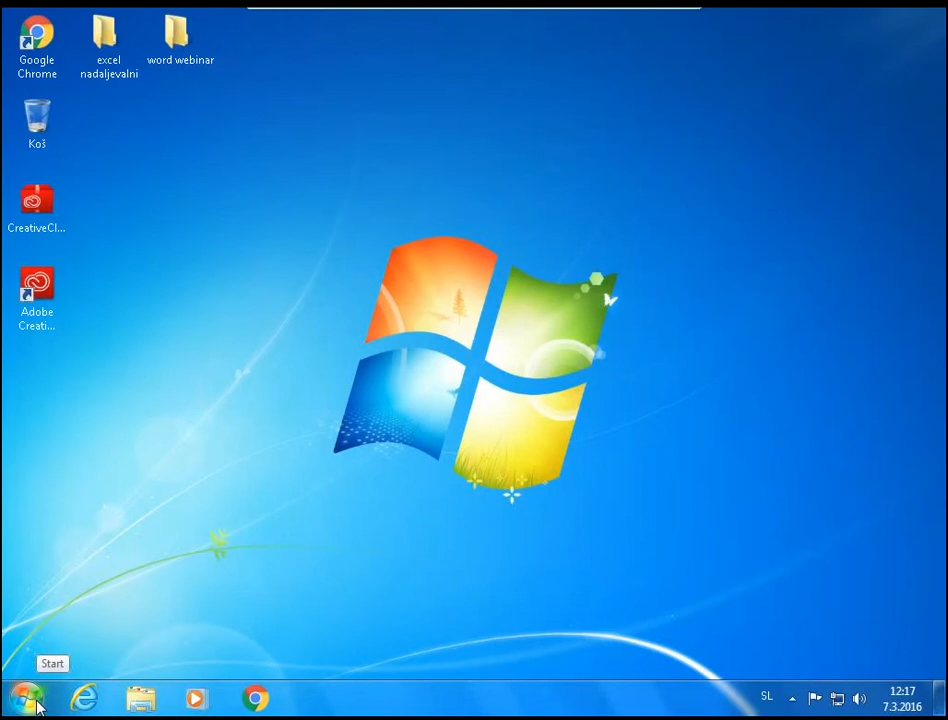 Google
Chrome
excel
nadaljevalni
word webinar
Koš
CreativeCl...
Adobe
Creati...
Start
SL
12:17
7.3.2016